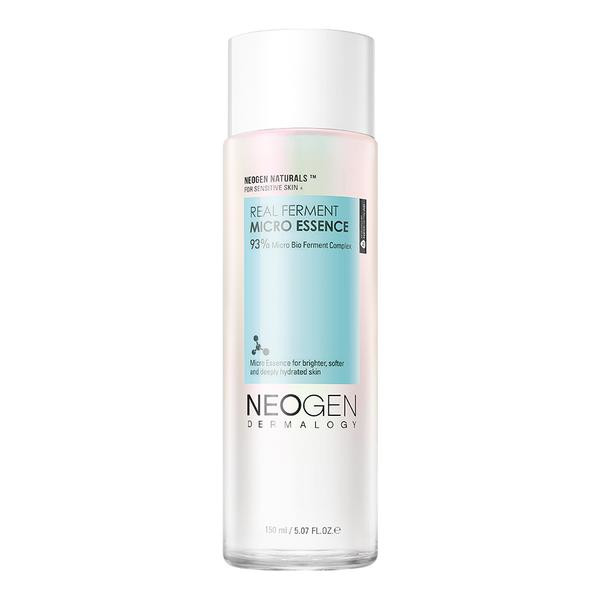 NEOGEN NATURALS ™
FOR SENSITIVE SKIN +
REAL FERMENT
MICRO ESSENCE
93% Micro Bio Ferment Complex
Micro Essence for brighter, softer
and deeply hydrated skin
NEOGEN
DERMALOGY
150 ml / 5.07 FL.OZ.℮